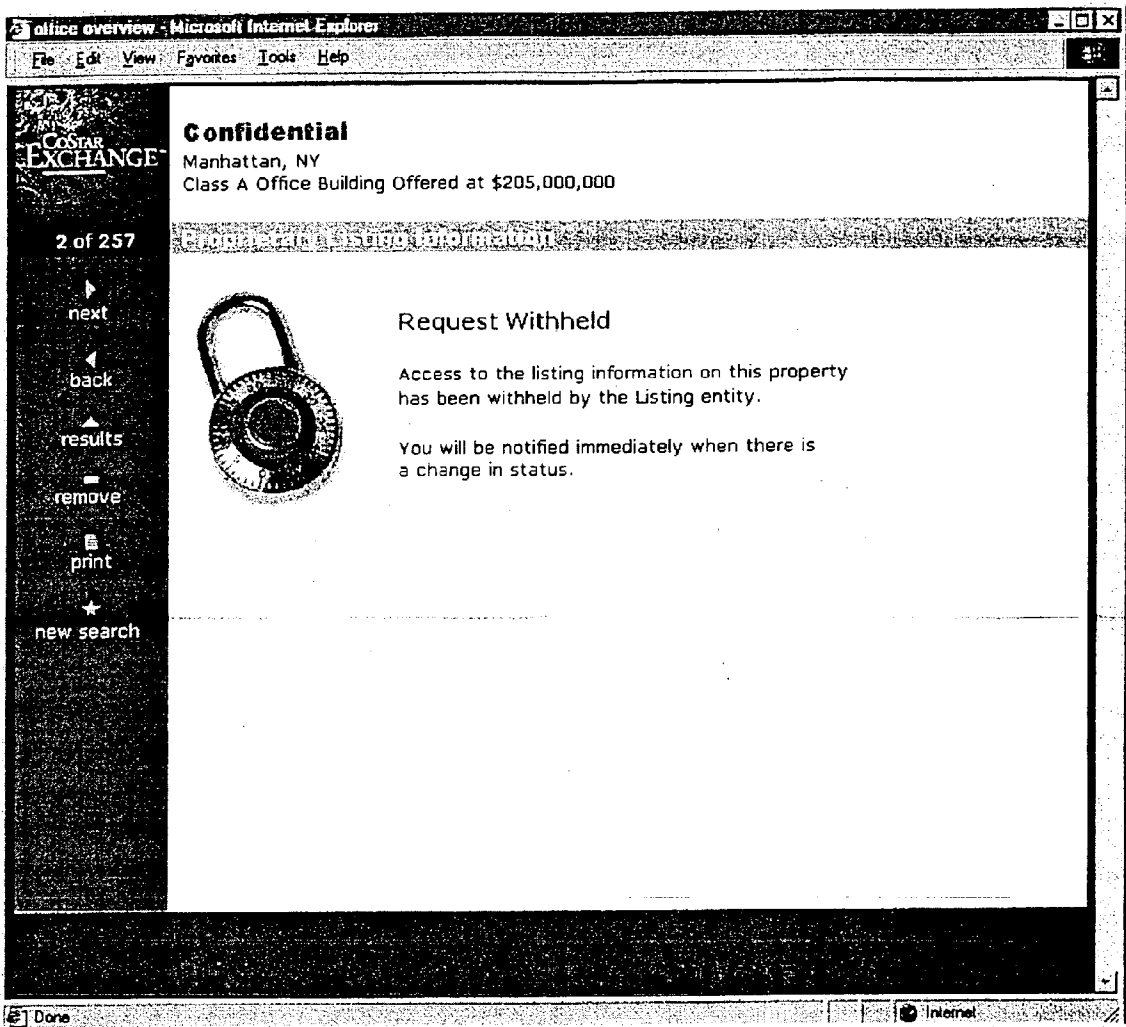 office overview - Microsoft Internet Explorer
File Edit View Favorites Tools Help
COSTAR
EXCHANGE
Confidential
Manhattan, NY
Class A Office Building Offered at $205,000,000
2 of 257
Proprietary Listing Information
next
back
results
remove
print
new search
Request Withheld
Access to the listing information on this property
has been withheld by the Listing entity.
You will be notified immediately when there is
a change in status.
Done
Internet